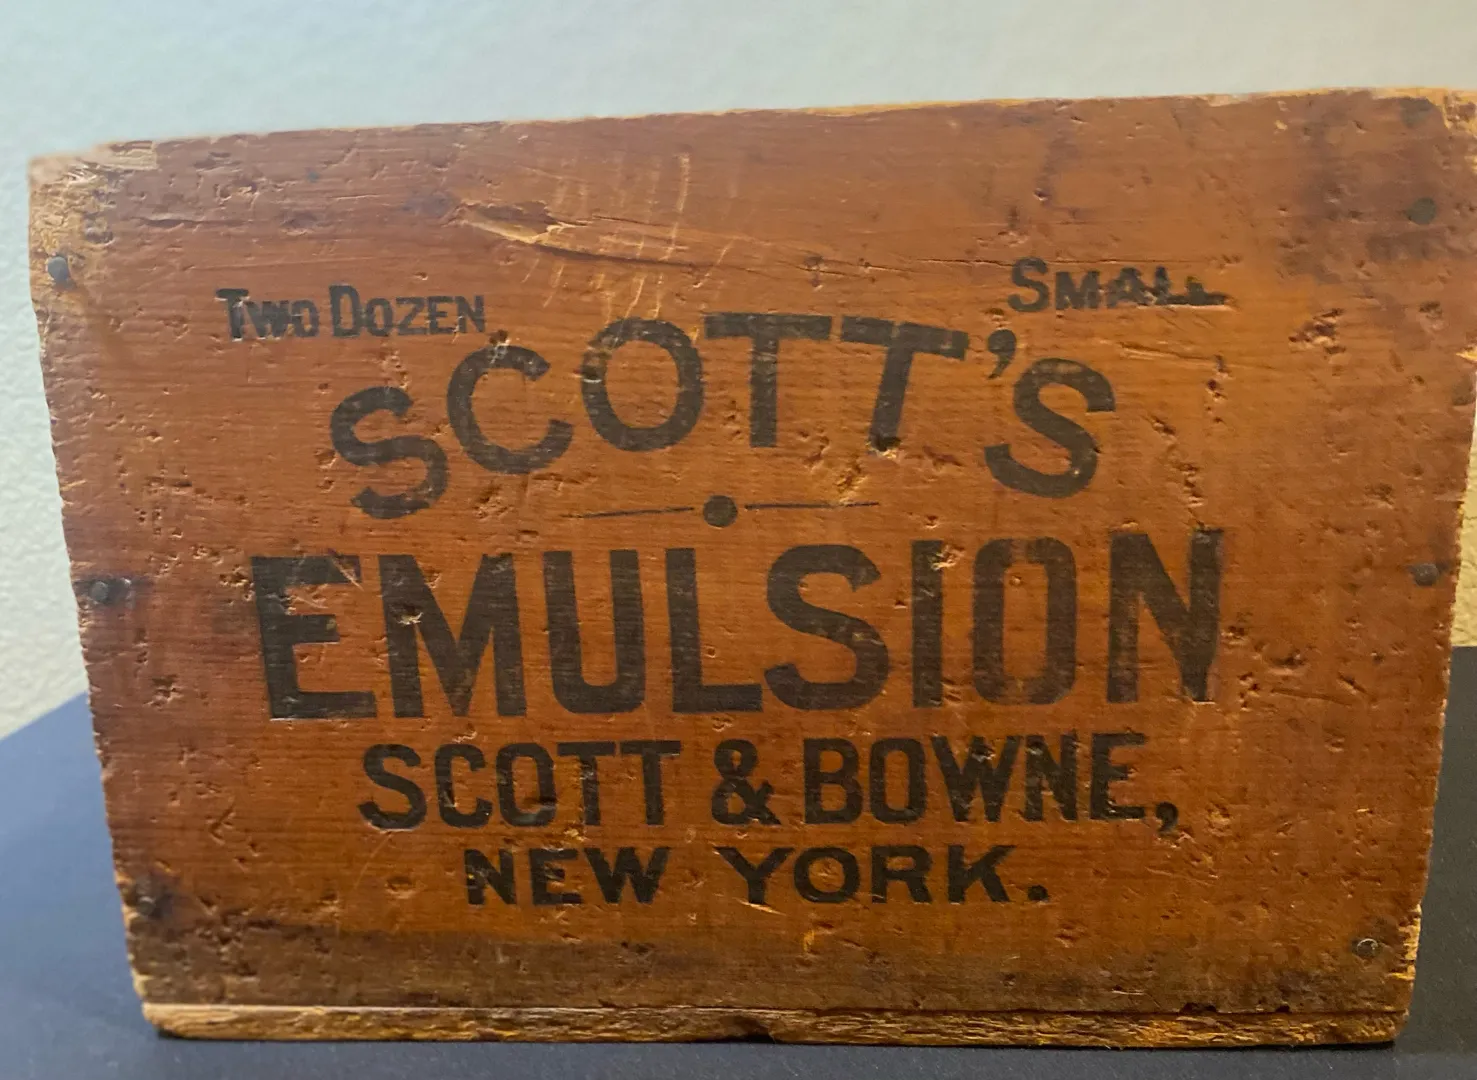 TWO DOZEN SMALL
SCOTT'S
EMULSION
SCOTT & BOWNE,
NEW YORK.